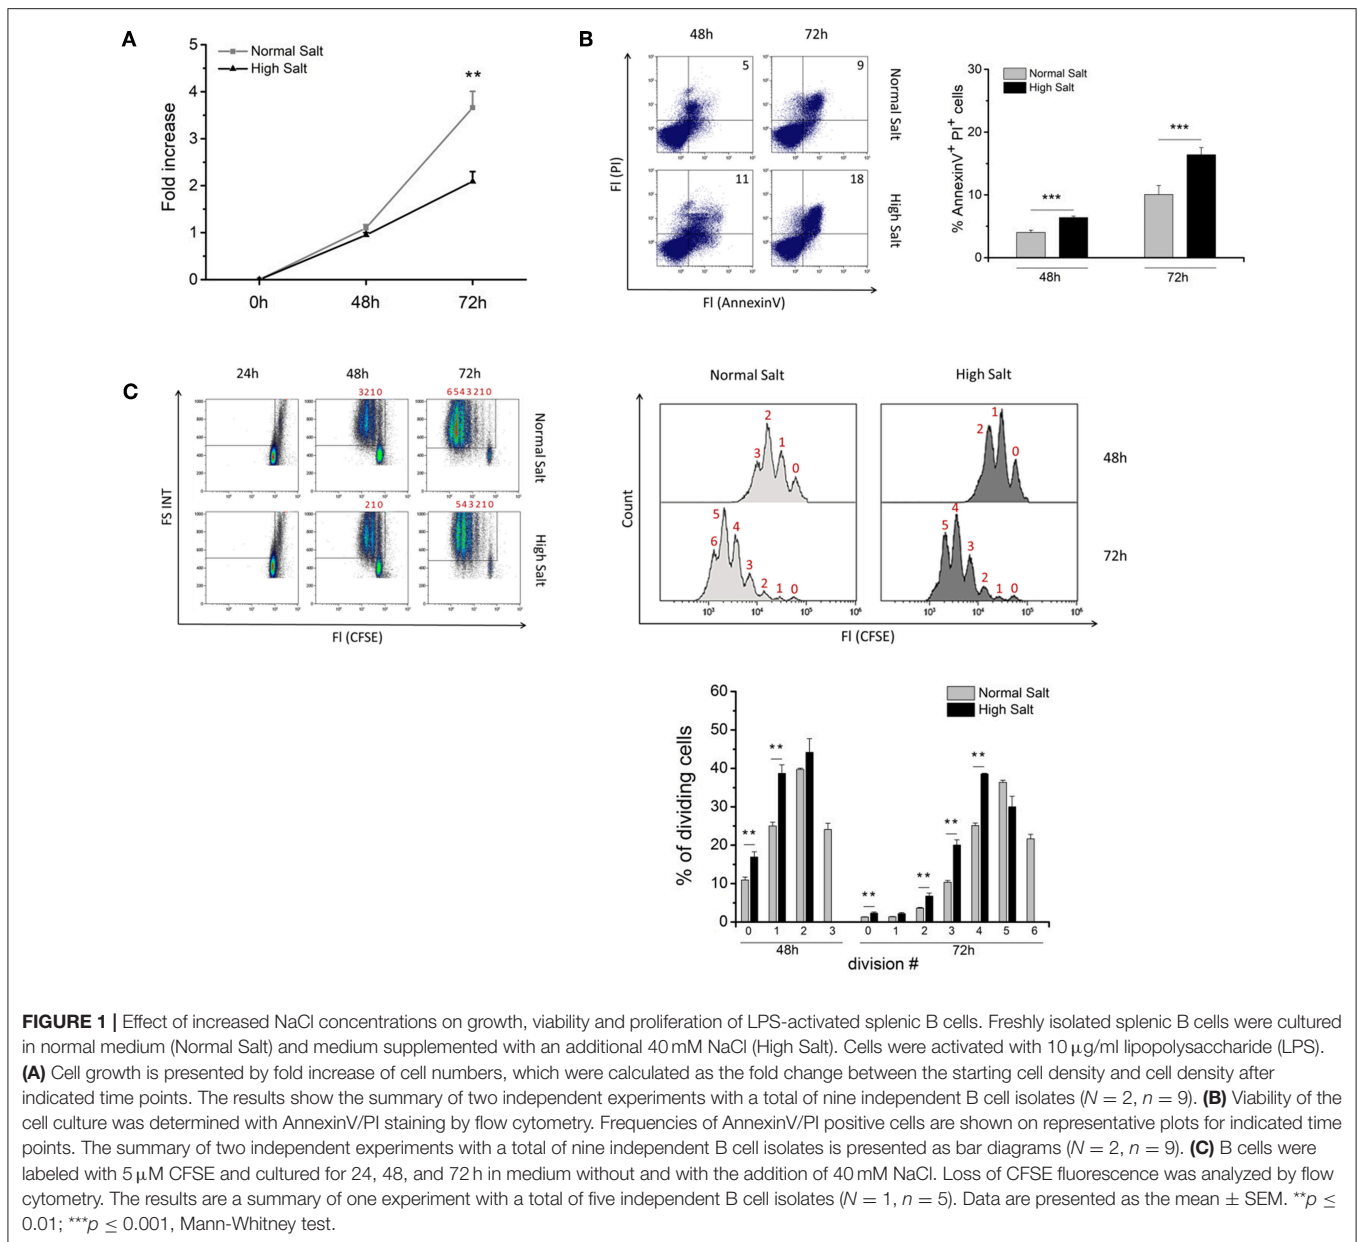 A
Normal Salt
High Salt
**
Fold increase
5
4
3
2
1
0
0h 48h 72h
B
48h 72h
5 9
Normal Salt
11 18
High Salt
Fl (PI)
Fl (AnnexinV)
% AnnexinV+ PI+ cells
30
20
10
0
Normal Salt
High Salt
***
***
48h 72h
C
24h 48h 72h
3210 6543210
Normal Salt
210 543210
High Salt
FS INT
Fl (CFSE)
Normal Salt High Salt
Count
3 2 1 0
2 1 0
48h
6 5 4 3 2 1 0
5 4 3 2 1 0
72h
10³ 10⁴ 10⁵ 10⁶ 10³ 10⁴ 10⁵ 10⁶
Fl (CFSE)
Normal Salt
High Salt
% of dividing cells
60
50
40
30
20
10
0
** ** ** ** ** **
0 1 2 3 0 1 2 3 4 5 6
48h 72h
division #
FIGURE 1 | Effect of increased NaCl concentrations on growth, viability and proliferation of LPS-activated splenic B cells. Freshly isolated splenic B cells were cultured
in normal medium (Normal Salt) and medium supplemented with an additional 40 mM NaCl (High Salt). Cells were activated with 10 µg/ml lipopolysaccharide (LPS).
(A) Cell growth is presented by fold increase of cell numbers, which were calculated as the fold change between the starting cell density and cell density after
indicated time points. The results show the summary of two independent experiments with a total of nine independent B cell isolates (N = 2, n = 9). (B) Viability of the
cell culture was determined with AnnexinV/PI staining by flow cytometry. Frequencies of AnnexinV/PI positive cells are shown on representative plots for indicated time
points. The summary of two independent experiments with a total of nine independent B cell isolates is presented as bar diagrams (N = 2, n = 9). (C) B cells were
labeled with 5 µM CFSE and cultured for 24, 48, and 72 h in medium without and with the addition of 40 mM NaCl. Loss of CFSE fluorescence was analyzed by flow
cytometry. The results are a summary of one experiment with a total of five independent B cell isolates (N = 1, n = 5). Data are presented as the mean ± SEM. **p ≤
0.01; ***p ≤ 0.001, Mann-Whitney test.